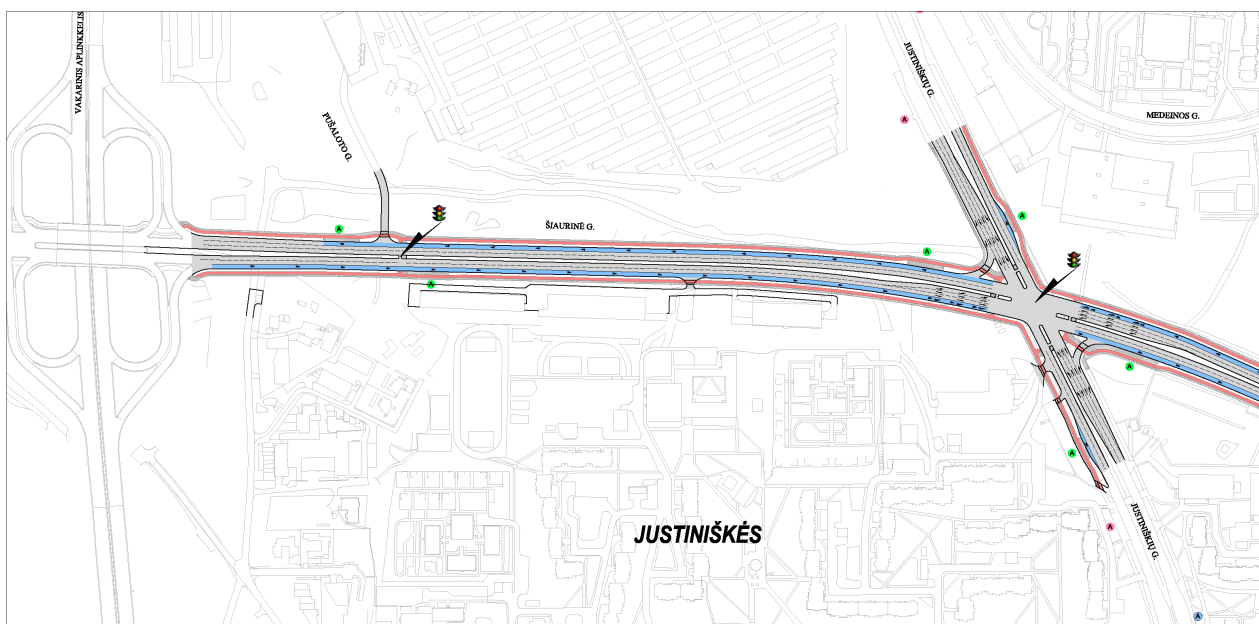 VAKARINIS APLINKKELIS
PUŠALOTO G.
ŠIAURINĖ G.
JUSTINIŠKIŲ G.
MEDEINOS G.
A
A
A
A
A
A
A
JUSTINIŠKĖS
A
A
JUSTINIŠKIŲ G.
A